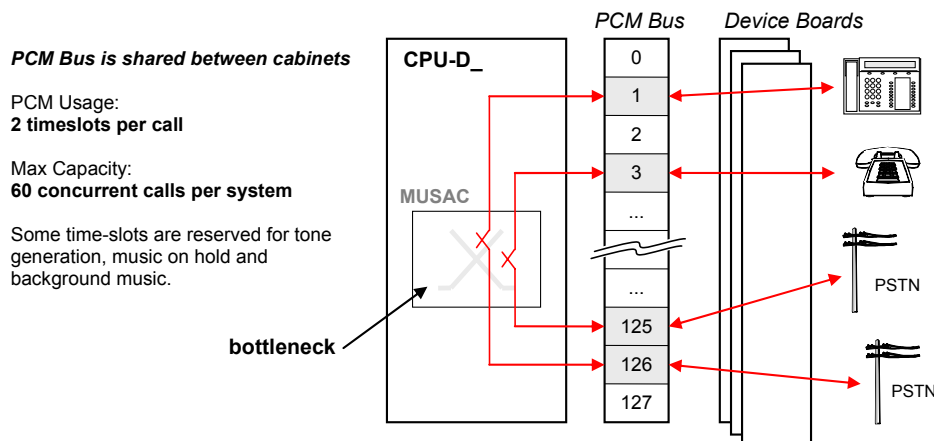 PCM Bus is shared between cabinets
PCM Usage:
2 timeslots per call
Max Capacity:
60 concurrent calls per system
Some time-slots are reserved for tone
generation, music on hold and
background music.
bottleneck
CPU-D_
MUSAC
PCM Bus
0
1
2
3
...
...
125
126
127
Device Boards
PSTN
PSTN